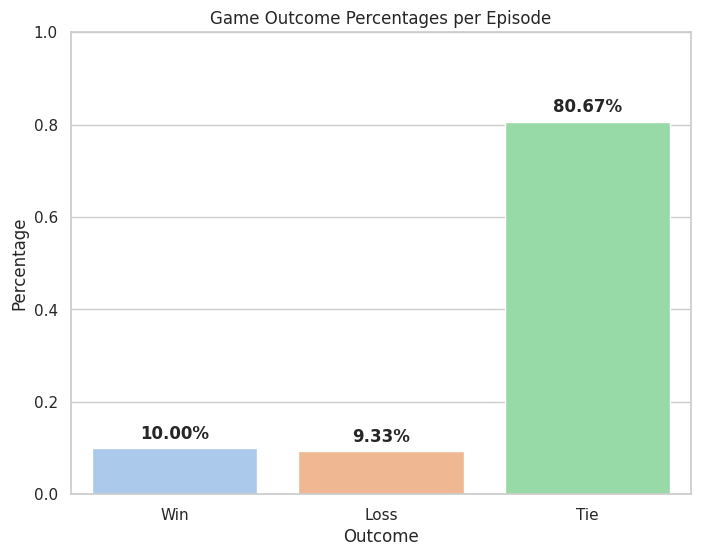 Game Outcome Percentages per Episode
1.0
0.8
0.6
0.4
0.2
0.0
Percentage
10.00%
9.33%
80.67%
Win
Loss
Tie
Outcome